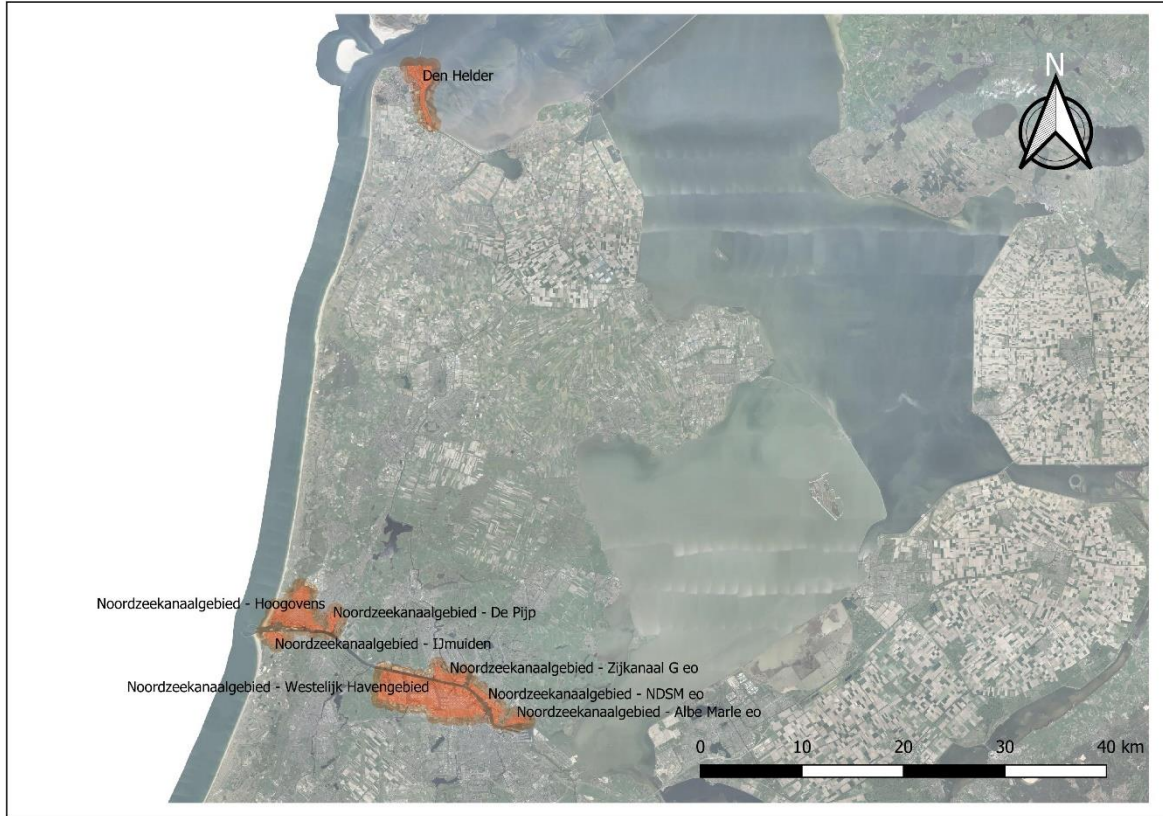 N
Den Helder
Noordzeekanaalgebied - Hoogovens
Noordzeekanaalgebied - De Pijp
Noordzeekanaalgebied - IJmuiden
Noordzeekanaalgebied - Zijkanaal G eo
Noordzeekanaalgebied - Westelijk Havengebied
Noordzeekanaalgebied - NDSM eo
Noordzeekanaalgebied - Albe Marle eo
0 10 20 30 40 km